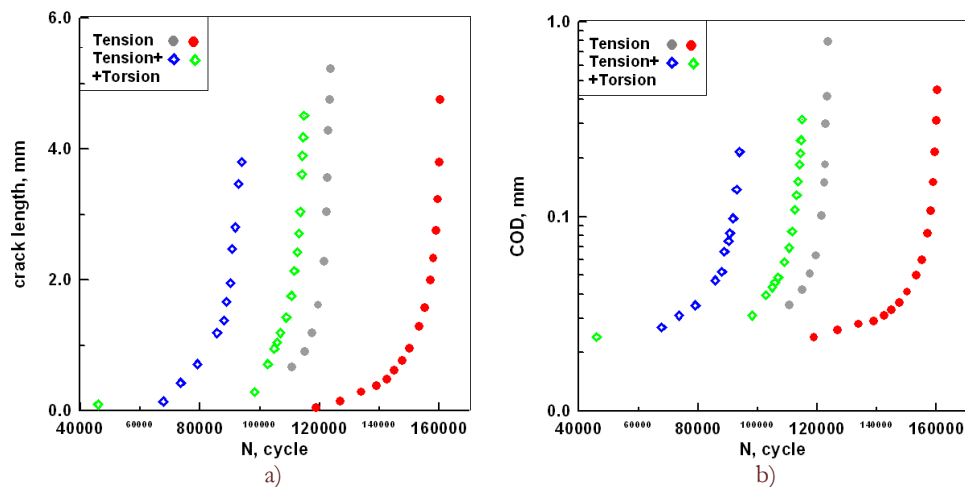 6.0
4.0
2.0
0.0
crack length, mm
Tension
Tension+
+Torsion
40000 60000 80000 100000 120000 140000 160000
N, cycle
a)
1.0
0.1
0.0
COD, mm
Tension
Tension+
+Torsion
40000 60000 80000 100000 120000 140000 160000
N, cycle
b)